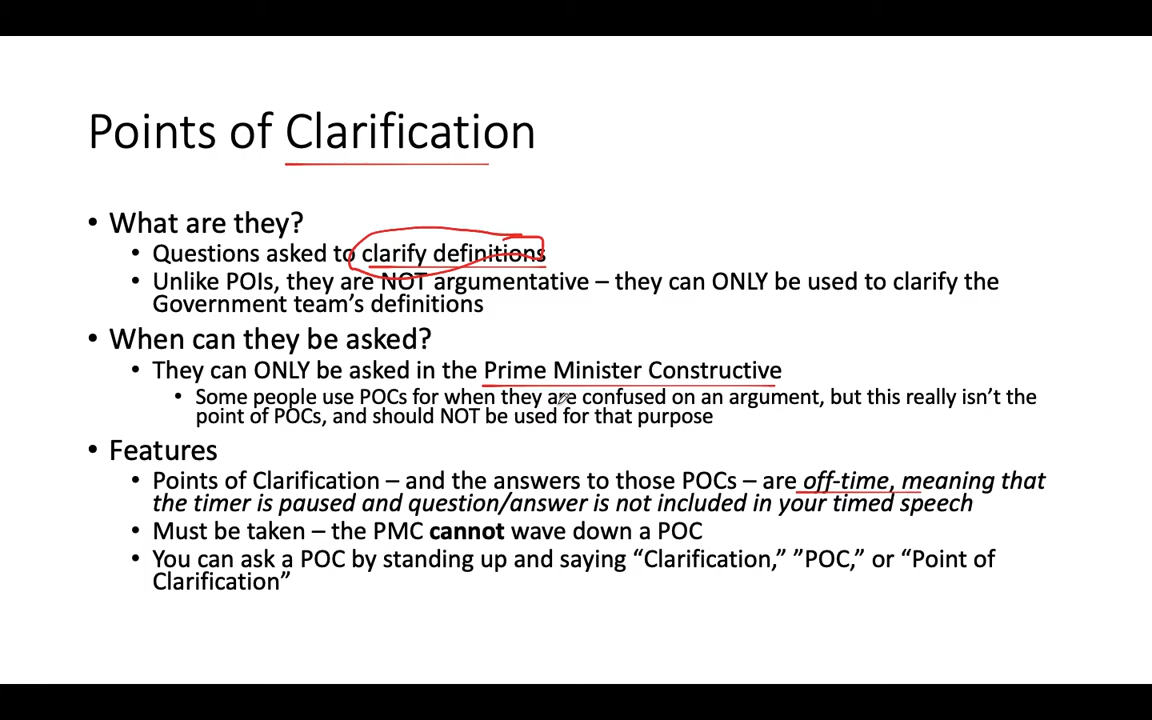 Points of Clarification
• What are they?
• Questions asked to clarify definitions
• Unlike POIs, they are NOT argumentative – they can ONLY be used to clarify the
Government team’s definitions
• When can they be asked?
• They can ONLY be asked in the Prime Minister Constructive
• Some people use POCs for when they are confused on an argument, but this really isn’t the
point of POCs, and should NOT be used for that purpose
• Features
• Points of Clarification – and the answers to those POCs – are off-time, meaning that
the timer is paused and question/answer is not included in your timed speech
• Must be taken – the PMC cannot wave down a POC
• You can ask a POC by standing up and saying “Clarification,” ”POC,” or “Point of
Clarification”